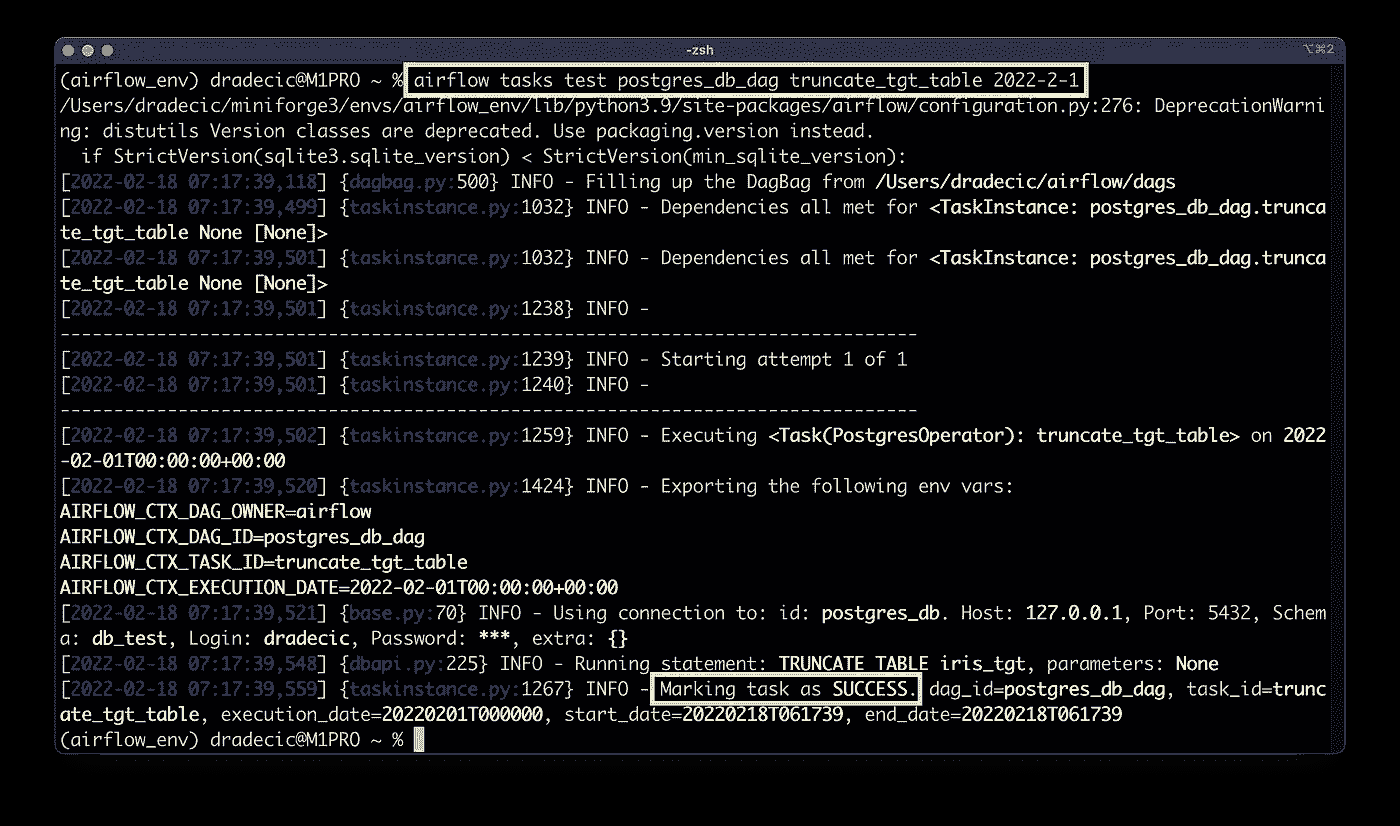 -zsh
⌥⌘2
(airflow_env) dradecic@M1PRO ~ % airflow tasks test postgres_db_dag truncate_tgt_table 2022-2-1
/Users/dradecic/miniforge3/envs/airflow_env/lib/python3.9/site-packages/airflow/configuration.py:276: DeprecationWarni
ng: distutils Version classes are deprecated. Use packaging.version instead.
  if StrictVersion(sqlite3.sqlite_version) < StrictVersion(min_sqlite_version):
[2022-02-18 07:17:39,118] {dagbag.py:500} INFO - Filling up the DagBag from /Users/dradecic/airflow/dags
[2022-02-18 07:17:39,499] {taskinstance.py:1032} INFO - Dependencies all met for <TaskInstance: postgres_db_dag.trunca
te_tgt_table None [None]>
[2022-02-18 07:17:39,501] {taskinstance.py:1032} INFO - Dependencies all met for <TaskInstance: postgres_db_dag.trunca
te_tgt_table None [None]>
[2022-02-18 07:17:39,501] {taskinstance.py:1238} INFO -
--------------------------------------------------------------------------------
[2022-02-18 07:17:39,501] {taskinstance.py:1239} INFO - Starting attempt 1 of 1
[2022-02-18 07:17:39,501] {taskinstance.py:1240} INFO -
--------------------------------------------------------------------------------
[2022-02-18 07:17:39,502] {taskinstance.py:1259} INFO - Executing <Task(PostgresOperator): truncate_tgt_table> on 2022
-02-01T00:00:00+00:00
[2022-02-18 07:17:39,520] {taskinstance.py:1424} INFO - Exporting the following env vars:
AIRFLOW_CTX_DAG_OWNER=airflow
AIRFLOW_CTX_DAG_ID=postgres_db_dag
AIRFLOW_CTX_TASK_ID=truncate_tgt_table
AIRFLOW_CTX_EXECUTION_DATE=2022-02-01T00:00:00+00:00
[2022-02-18 07:17:39,521] {base.py:70} INFO - Using connection to: id: postgres_db. Host: 127.0.0.1, Port: 5432, Schem
a: db_test, Login: dradecic, Password: ***, extra: {}
[2022-02-18 07:17:39,548] {dbapi.py:225} INFO - Running statement: TRUNCATE TABLE iris_tgt, parameters: None
[2022-02-18 07:17:39,559] {taskinstance.py:1267} INFO - Marking task as SUCCESS. dag_id=postgres_db_dag, task_id=trunc
ate_tgt_table, execution_date=20220201T000000, start_date=20220218T061739, end_date=20220218T061739
(airflow_env) dradecic@M1PRO ~ %